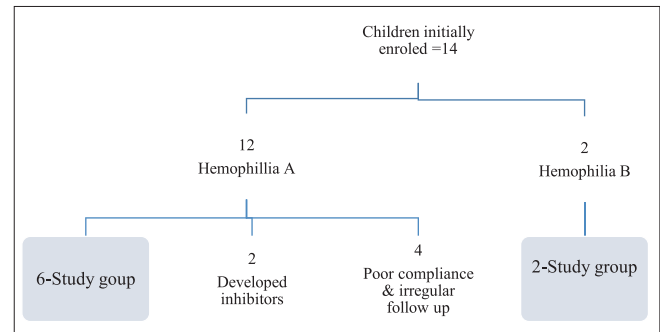 Children initially
enroled =14
12
Hemophillia A
2
Hemophilia B
6-Study goup
2
Developed
inhibitors
4
Poor compliance
& irregular
follow up
2-Study group